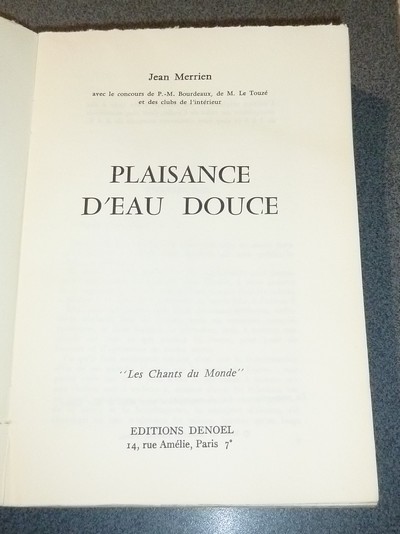 Jean Merrien
avec le concours de P.-M. Bourdeaux, de M. Le Touzé
et des clubs de l'intérieur
PLAISANCE
D'EAU DOUCE
"Les Chants du Monde"
EDITIONS DENOEL
14, rue Amélie, Paris 7e